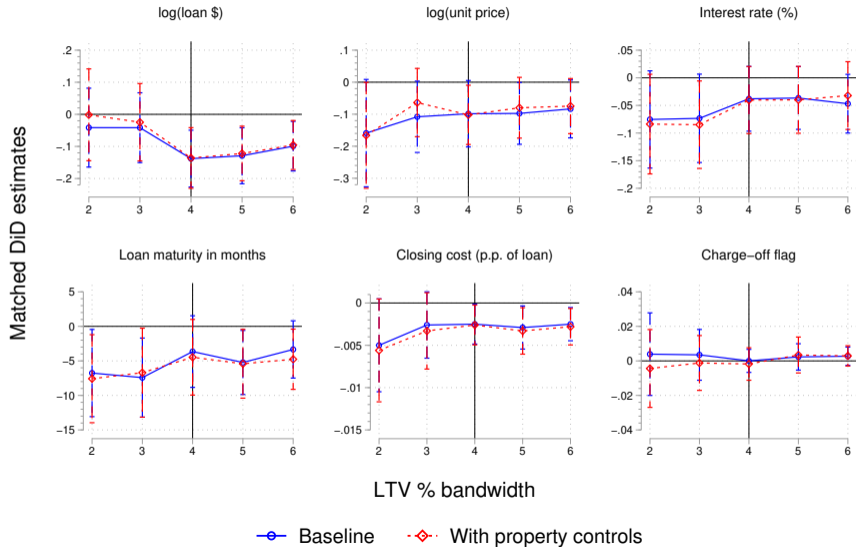 log(loan $)
log(unit price)
Interest rate (%)
.2
.1
0
−.1
−.2
2 3 4 5 6
.1
0
−.1
−.2
−.3
2 3 4 5 6
.05
0
−.05
−.1
−.15
−.2
2 3 4 5 6
Matched DiD estimates
Loan maturity in months
Closing cost (p.p. of loan)
Charge−off flag
5
0
−5
−10
−15
2 3 4 5 6
0
−.005
−.01
−.015
2 3 4 5 6
.04
.02
0
−.02
−.04
2 3 4 5 6
LTV % bandwidth
Baseline
With property controls